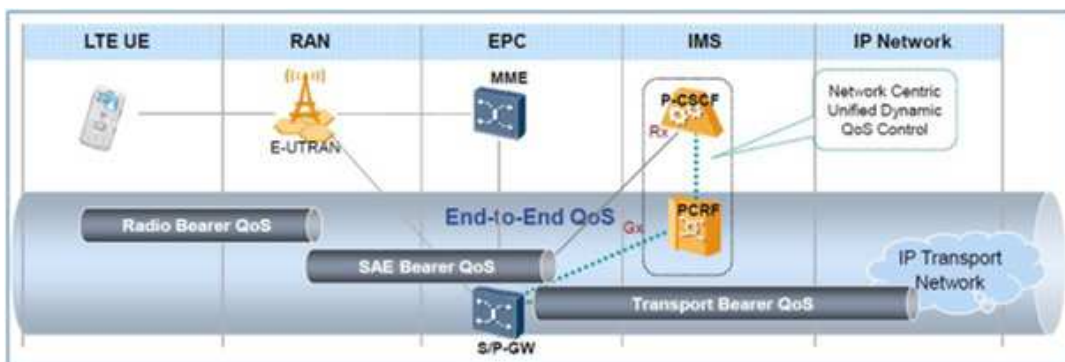 LTE UE
RAN
EPC
IMS
IP Network
MME
P-CSCF
Network Centric
Unified Dynamic
QoS Control
Rx
E-UTRAN
End-to-End QoS
PCRF
Gx
Radio Bearer QoS
SAE Bearer QoS
IP Transport
Network
Transport Bearer QoS
S/P-GW